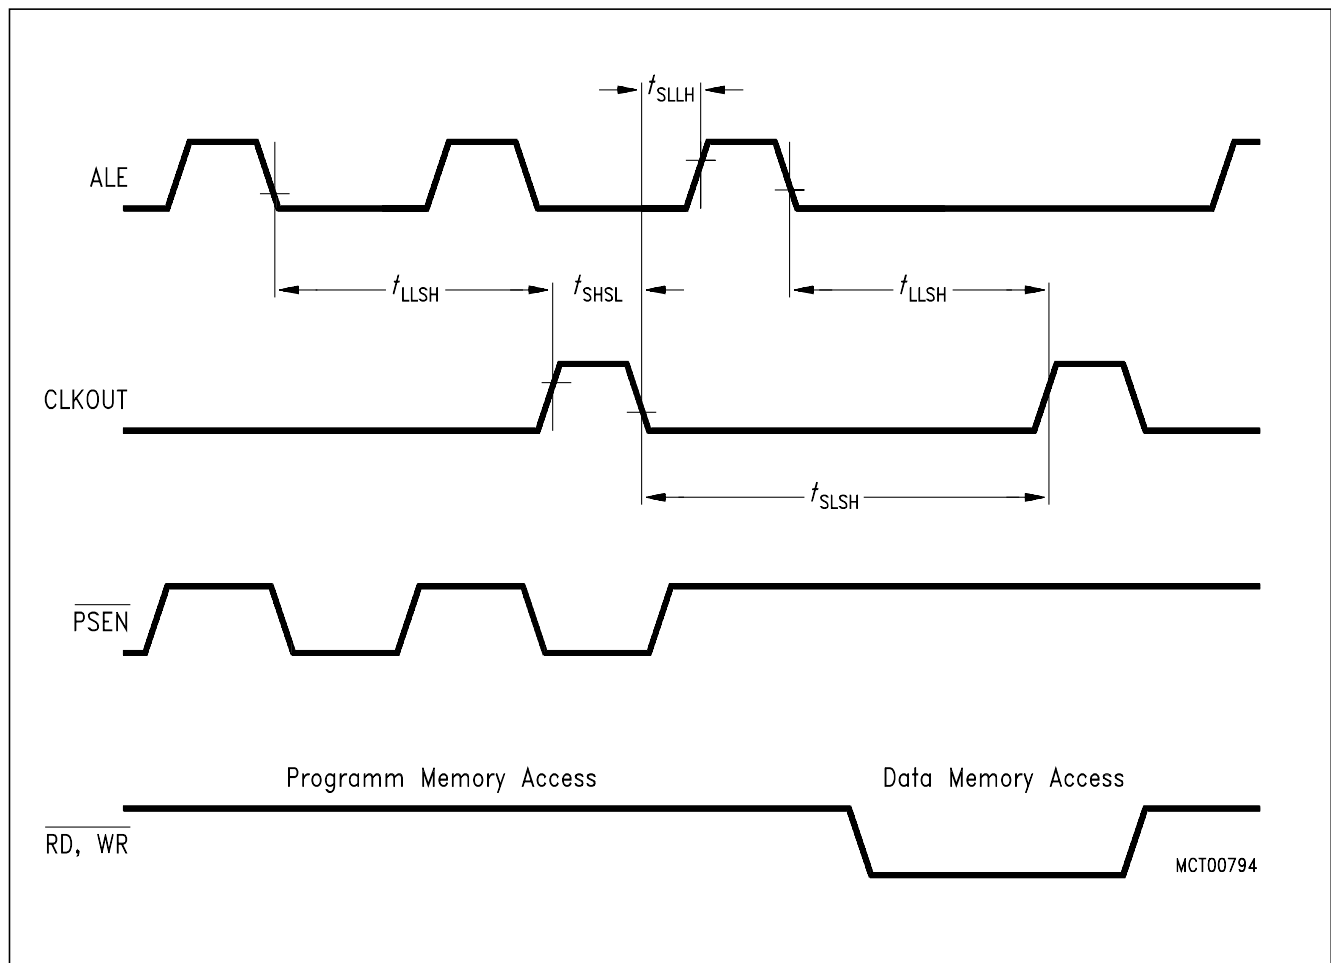 tSLLH
ALE
tLLSH
tSHSL
tLLSH
CLKOUT
tSLSH
PSEN
Programm Memory Access
Data Memory Access
RD, WR
MCT00794